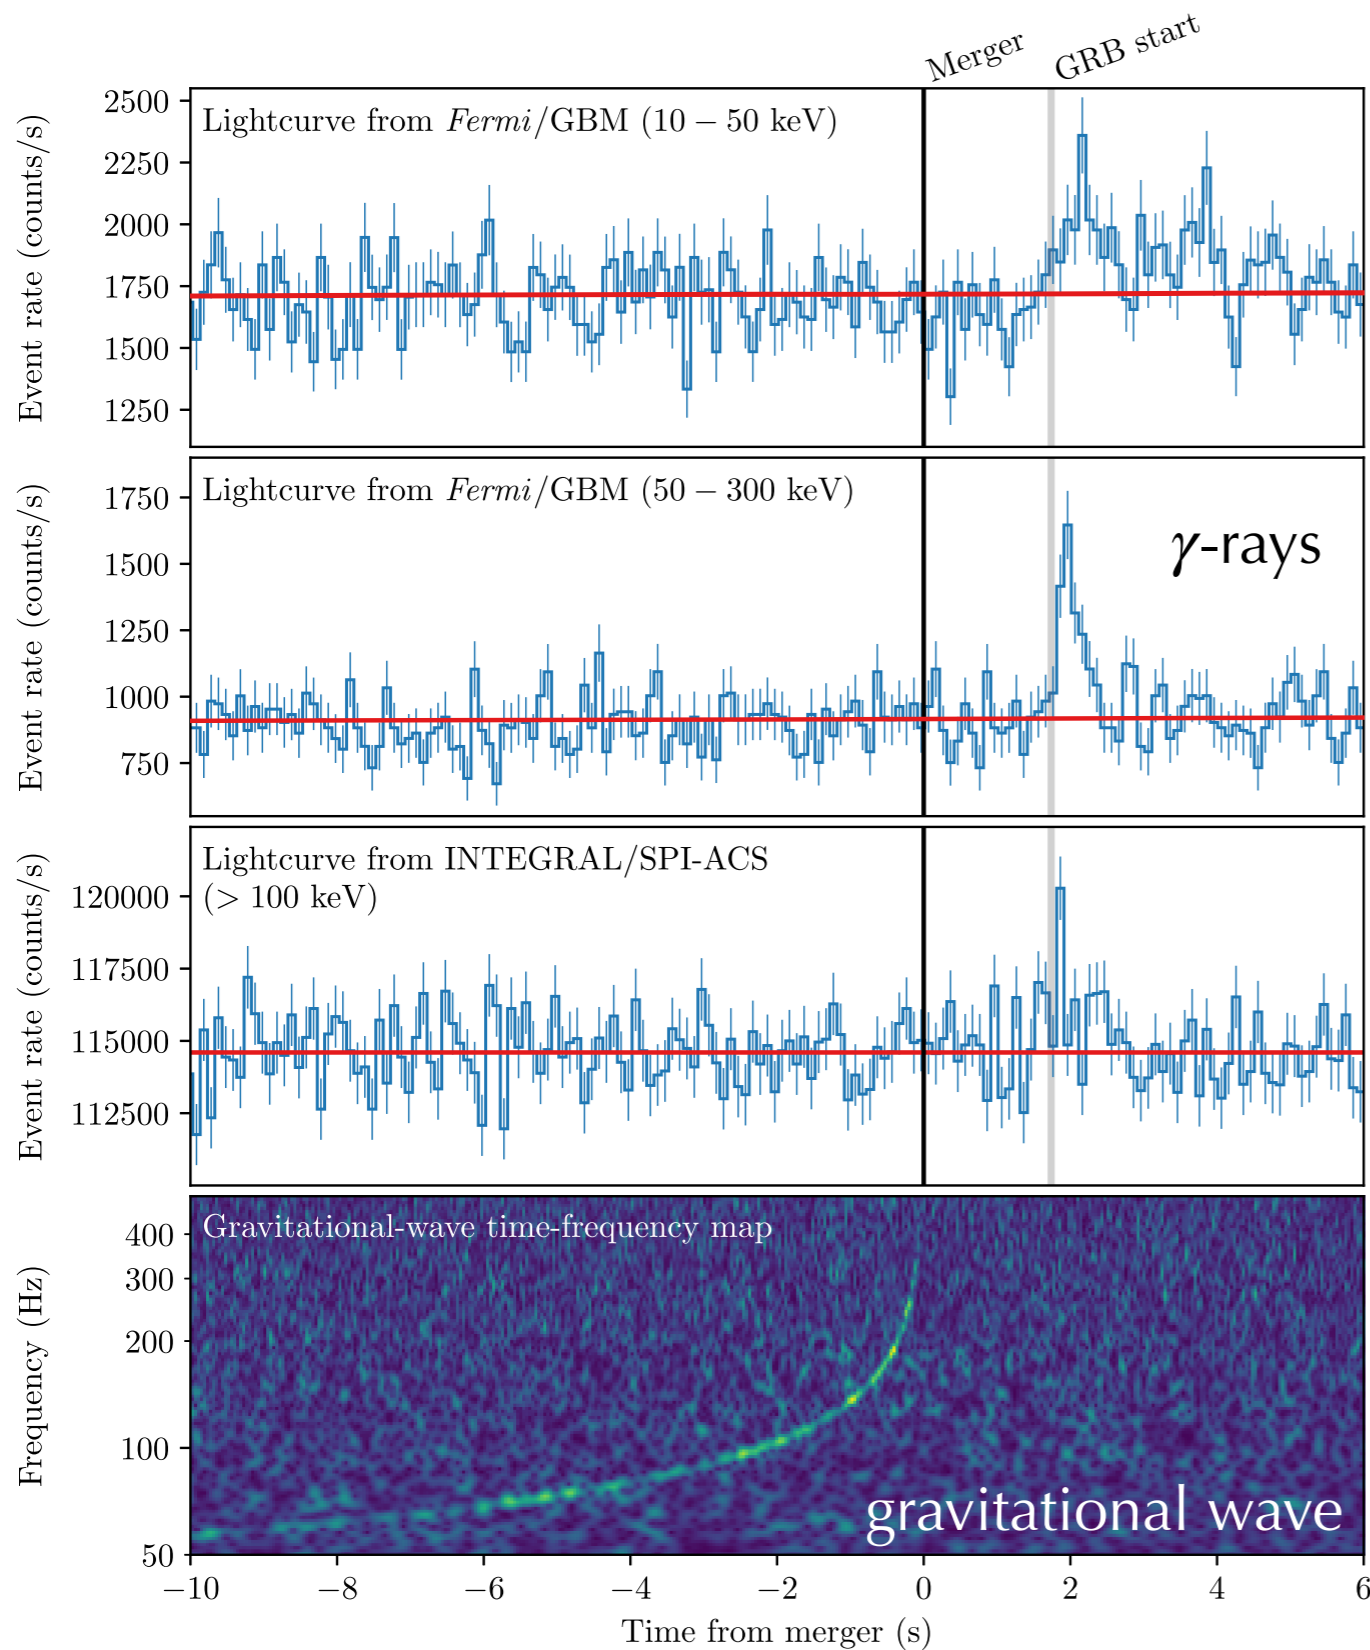 Merger
GRB start
Event rate (counts/s)
2500
2250
2000
1750
1500
1250
Lightcurve from Fermi/GBM (10 − 50 keV)
Event rate (counts/s)
1750
1500
1250
1000
750
Lightcurve from Fermi/GBM (50 − 300 keV)
γ-rays
Event rate (counts/s)
120000
117500
115000
112500
Lightcurve from INTEGRAL/SPI-ACS
(> 100 keV)
Frequency (Hz)
400
300
200
100
50
Gravitational-wave time-frequency map
gravitational wave
−10 −8 −6 −4 −2 0 2 4 6
Time from merger (s)